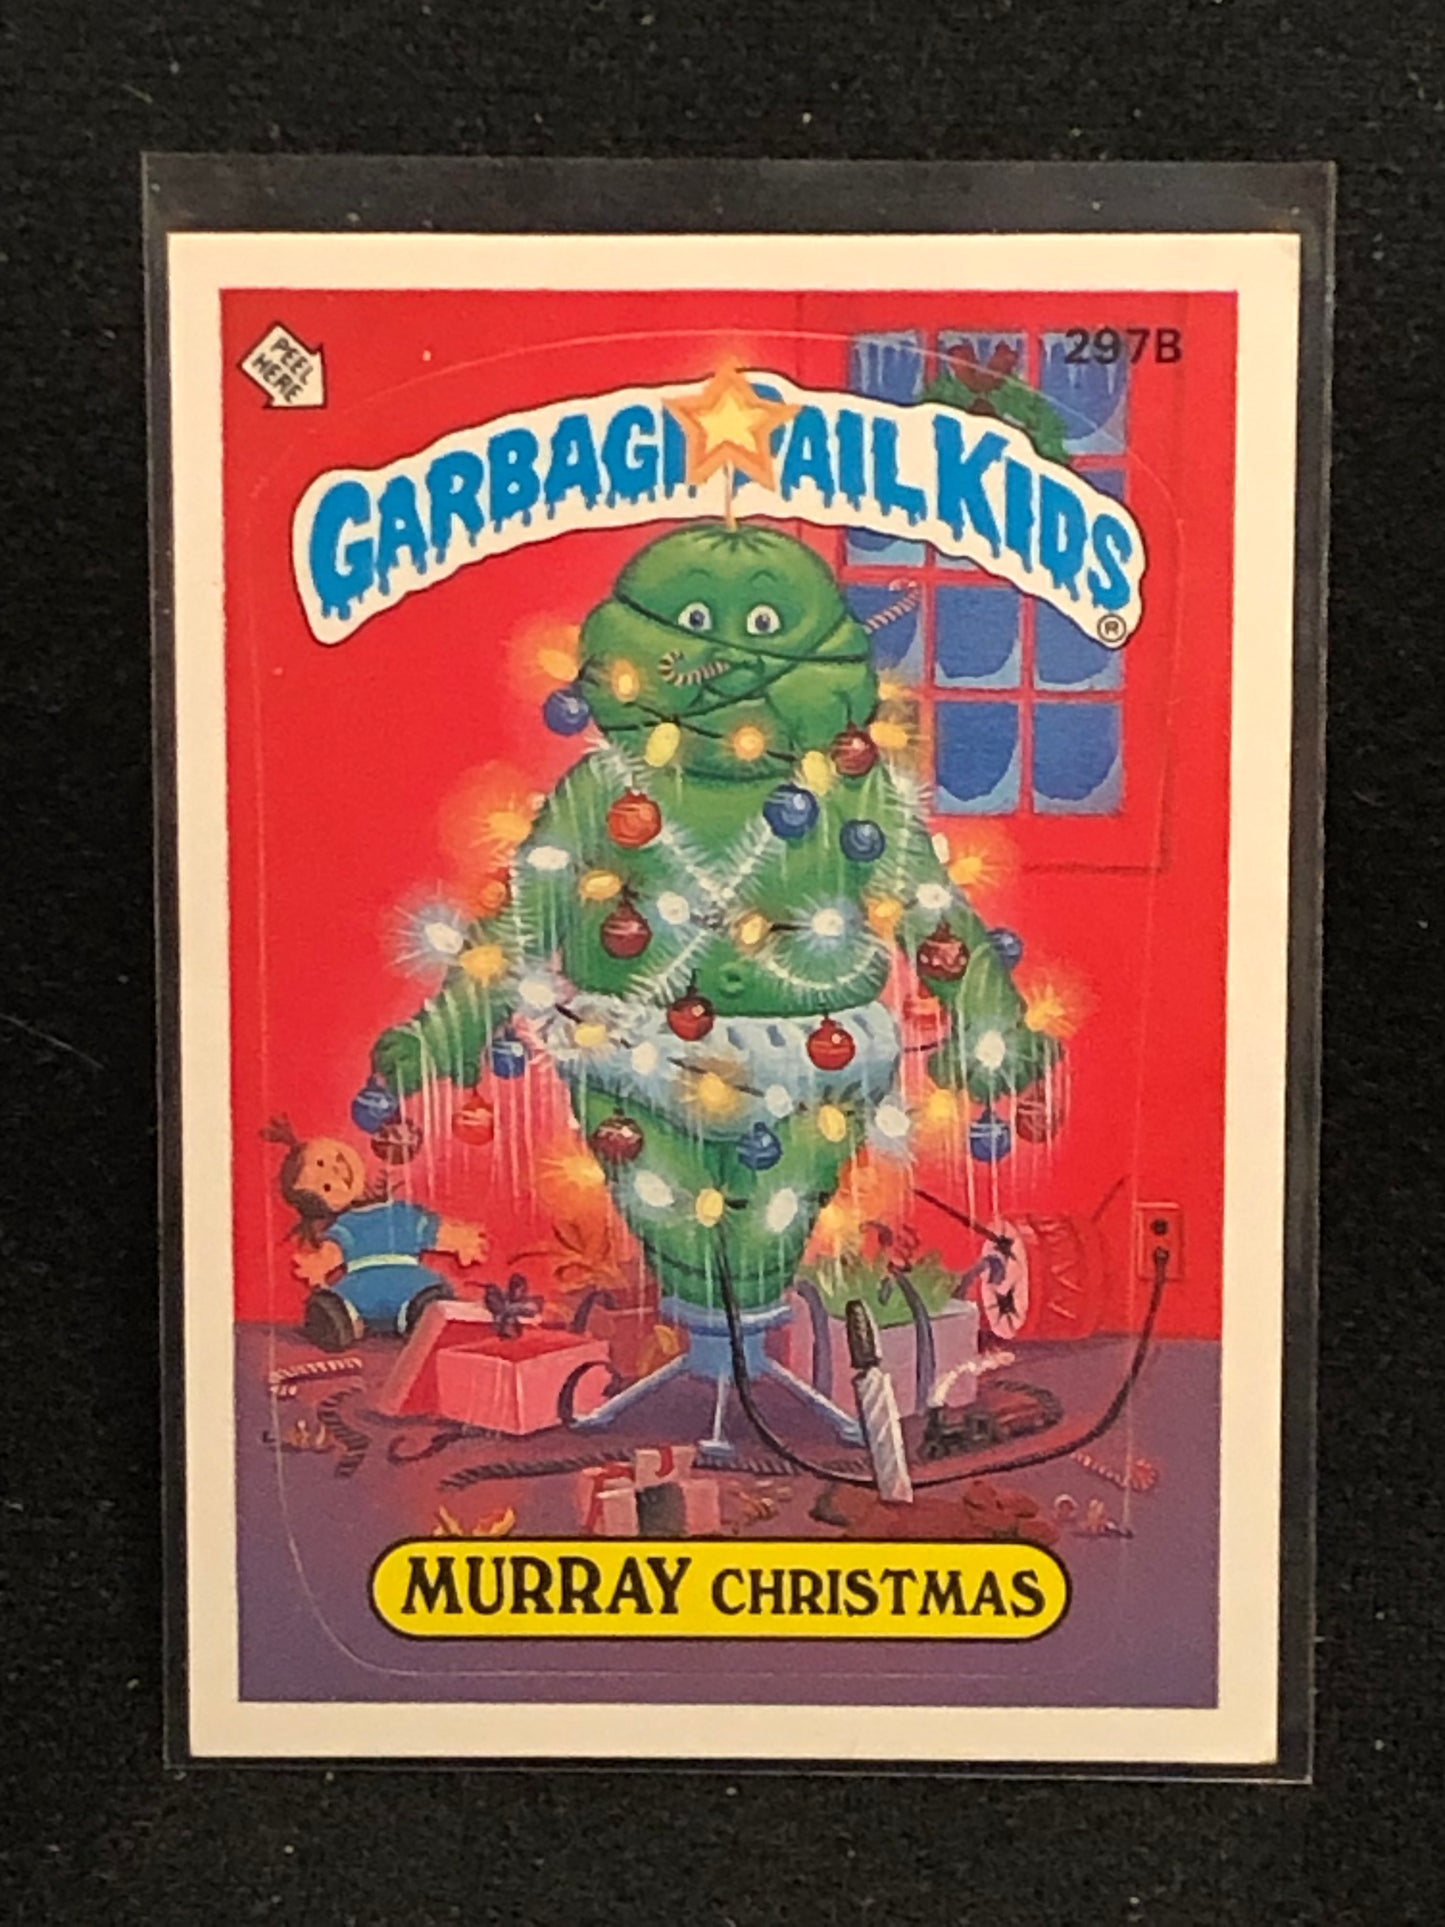 PEEL
HERE
297B
GARBAGE PAIL KIDS
®
MURRAY CHRISTMAS